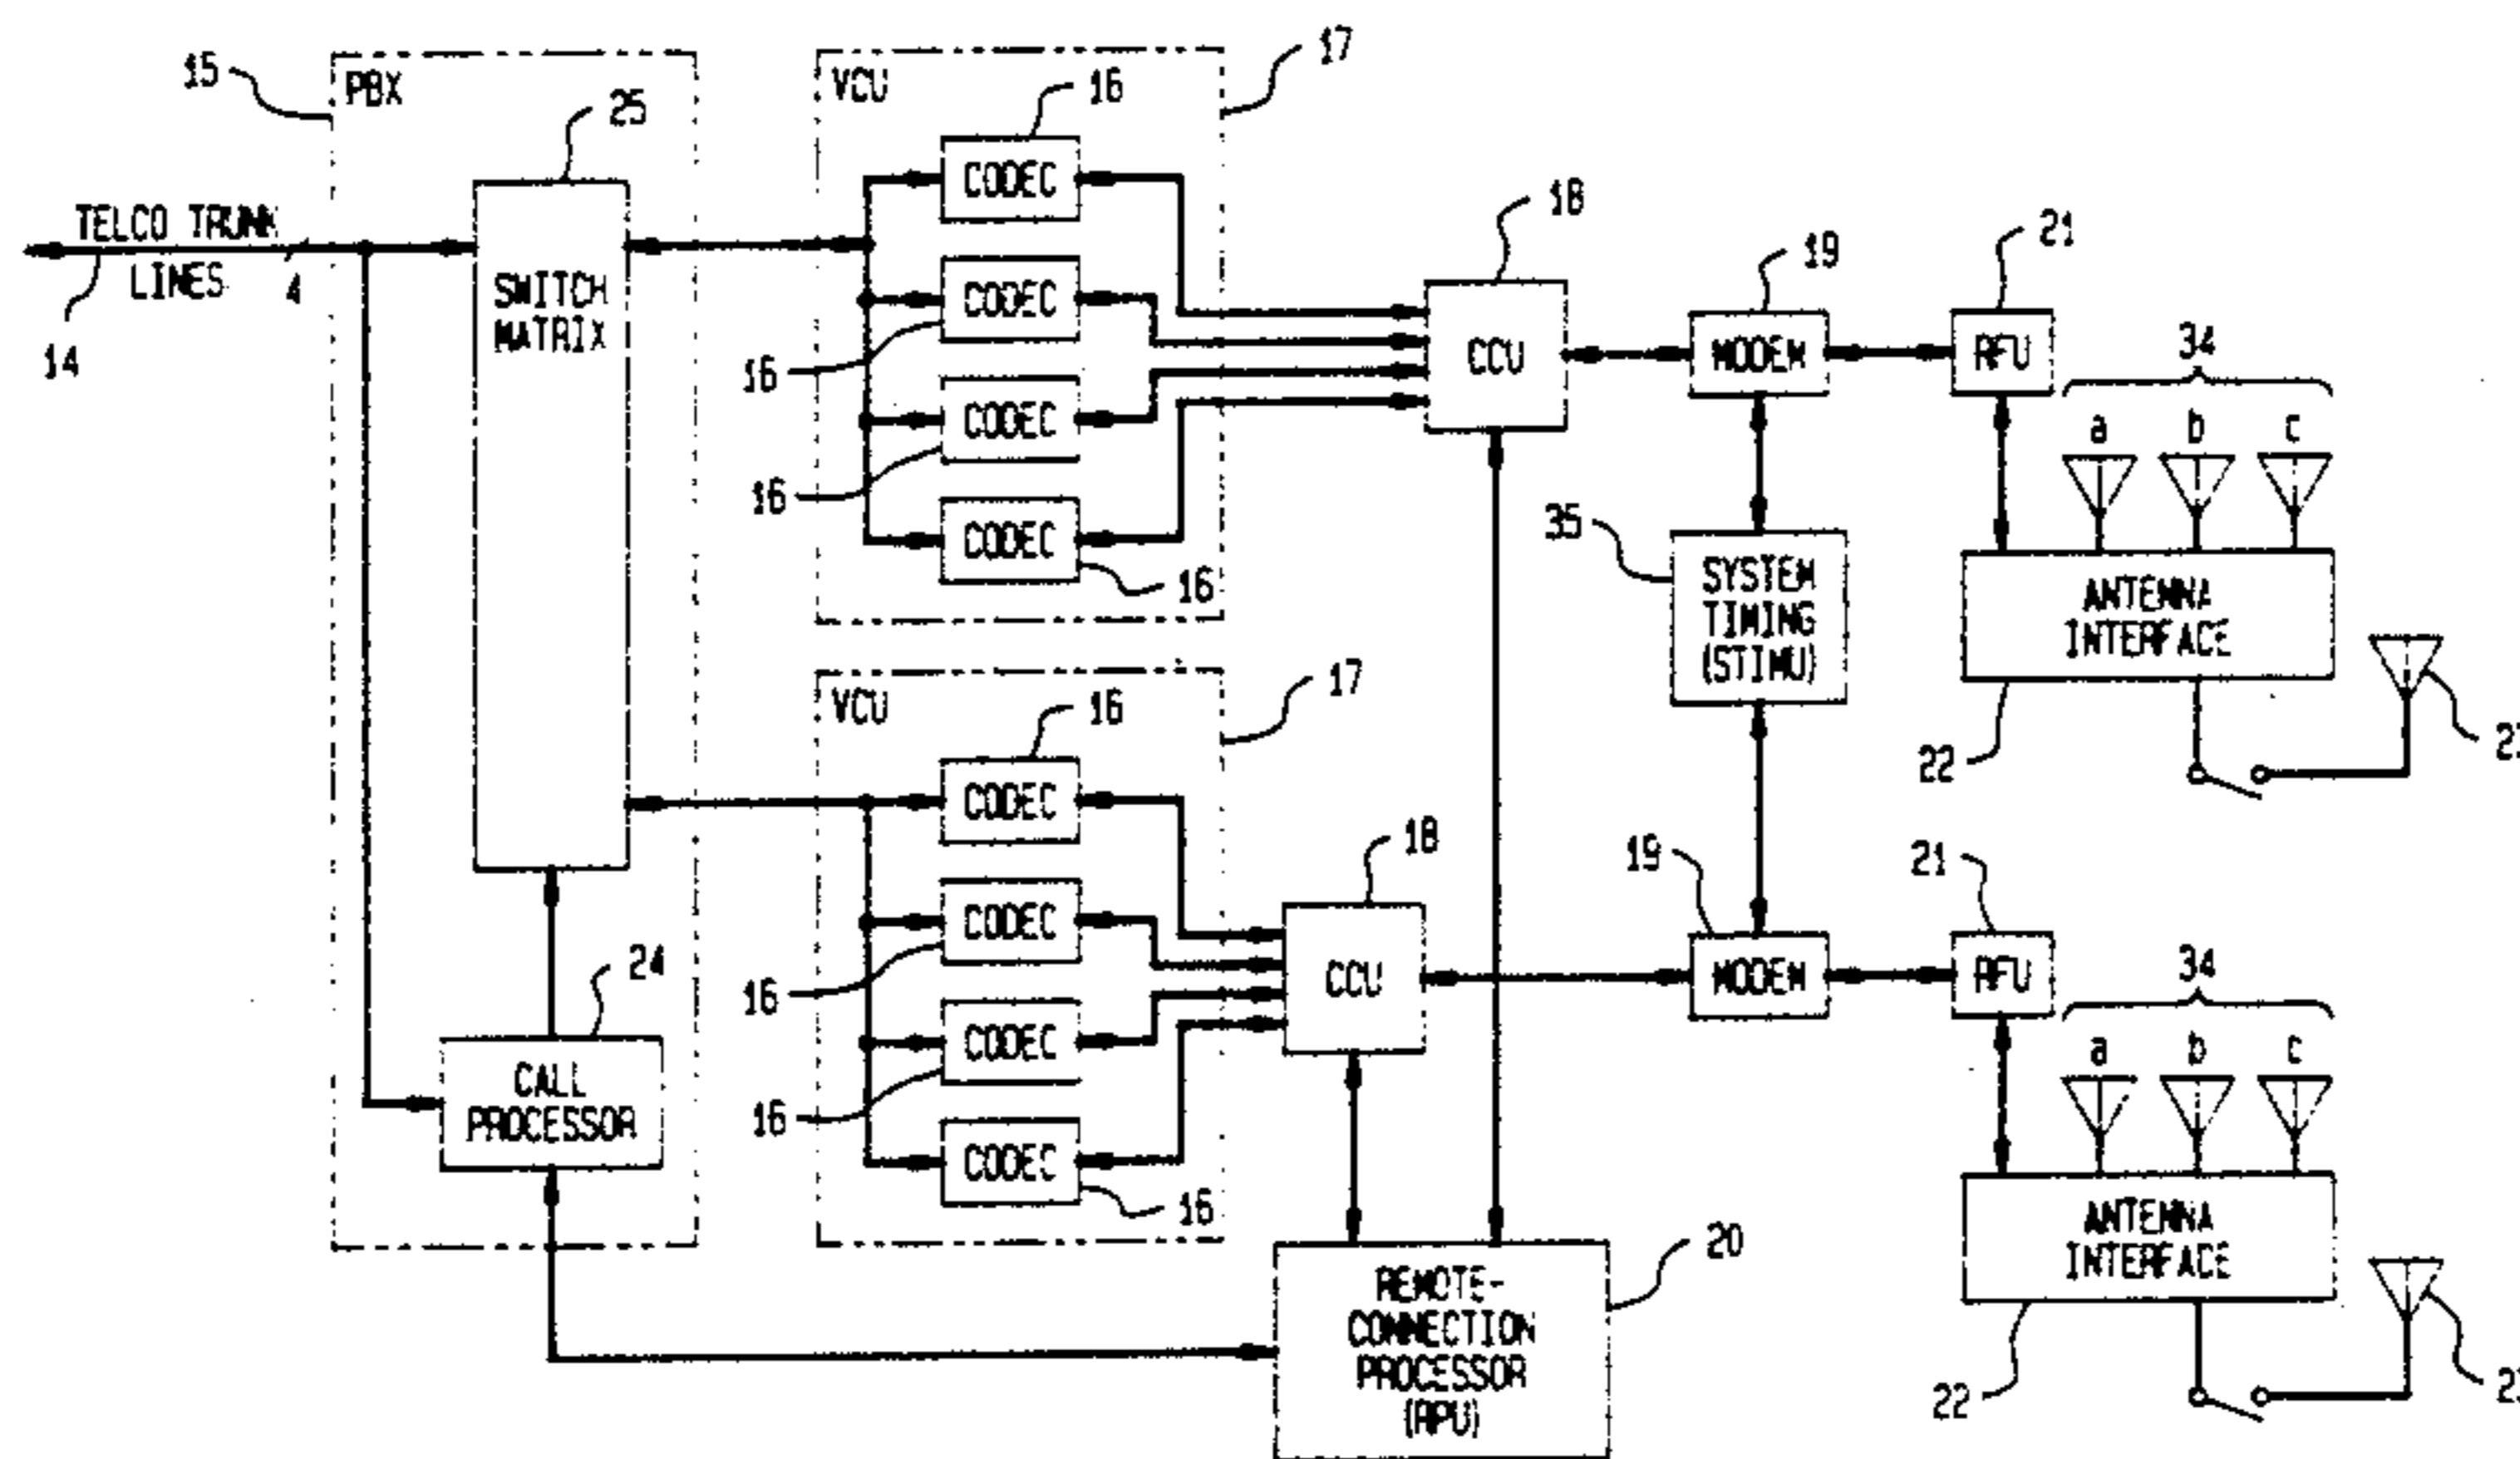 15
PBX
25
TELCO TRUNK
LINES
4
14
SWITCH
MATRIX
24
CALL
PROCESSOR
VCU
17
16
CODEC
CODEC
16
CODEC
16
CODEC
16
VCU
17
16
CODEC
CODEC
16
CODEC
16
CODEC
16
18
CCU
19
MODEM
21
RFU
34
a b c
35
SYSTEM
TIMING
(STIMU)
ANTENNA
INTERFACE
22
18
CCU
19
MODEM
21
RFU
34
a b c
ANTENNA
INTERFACE
22
20
REMOTE-
CONNECTION
PROCESSOR
(RPU)